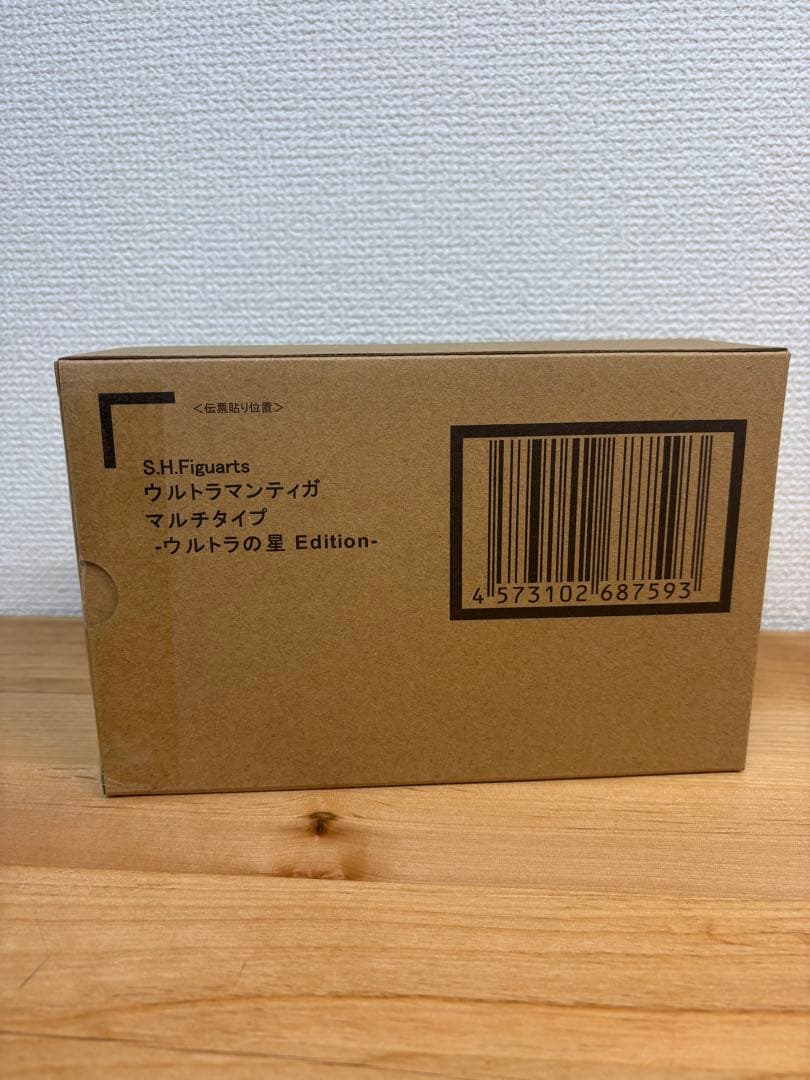 <伝票貼り位置>
S.H.Figuarts
ウルトラマンティガ
マルチタイプ
-ウルトラの星 Edition-
4 573102 687593